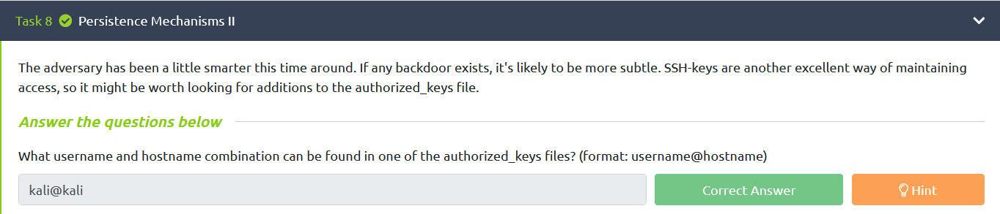 Task 8 Persistence Mechanisms II
The adversary has been a little smarter this time around. If any backdoor exists, it's likely to be more subtle. SSH-keys are another excellent way of maintaining
access, so it might be worth looking for additions to the authorized_keys file.
Answer the questions below
What username and hostname combination can be found in one of the authorized_keys files? (format: username@hostname)
kali@kali Correct Answer Hint